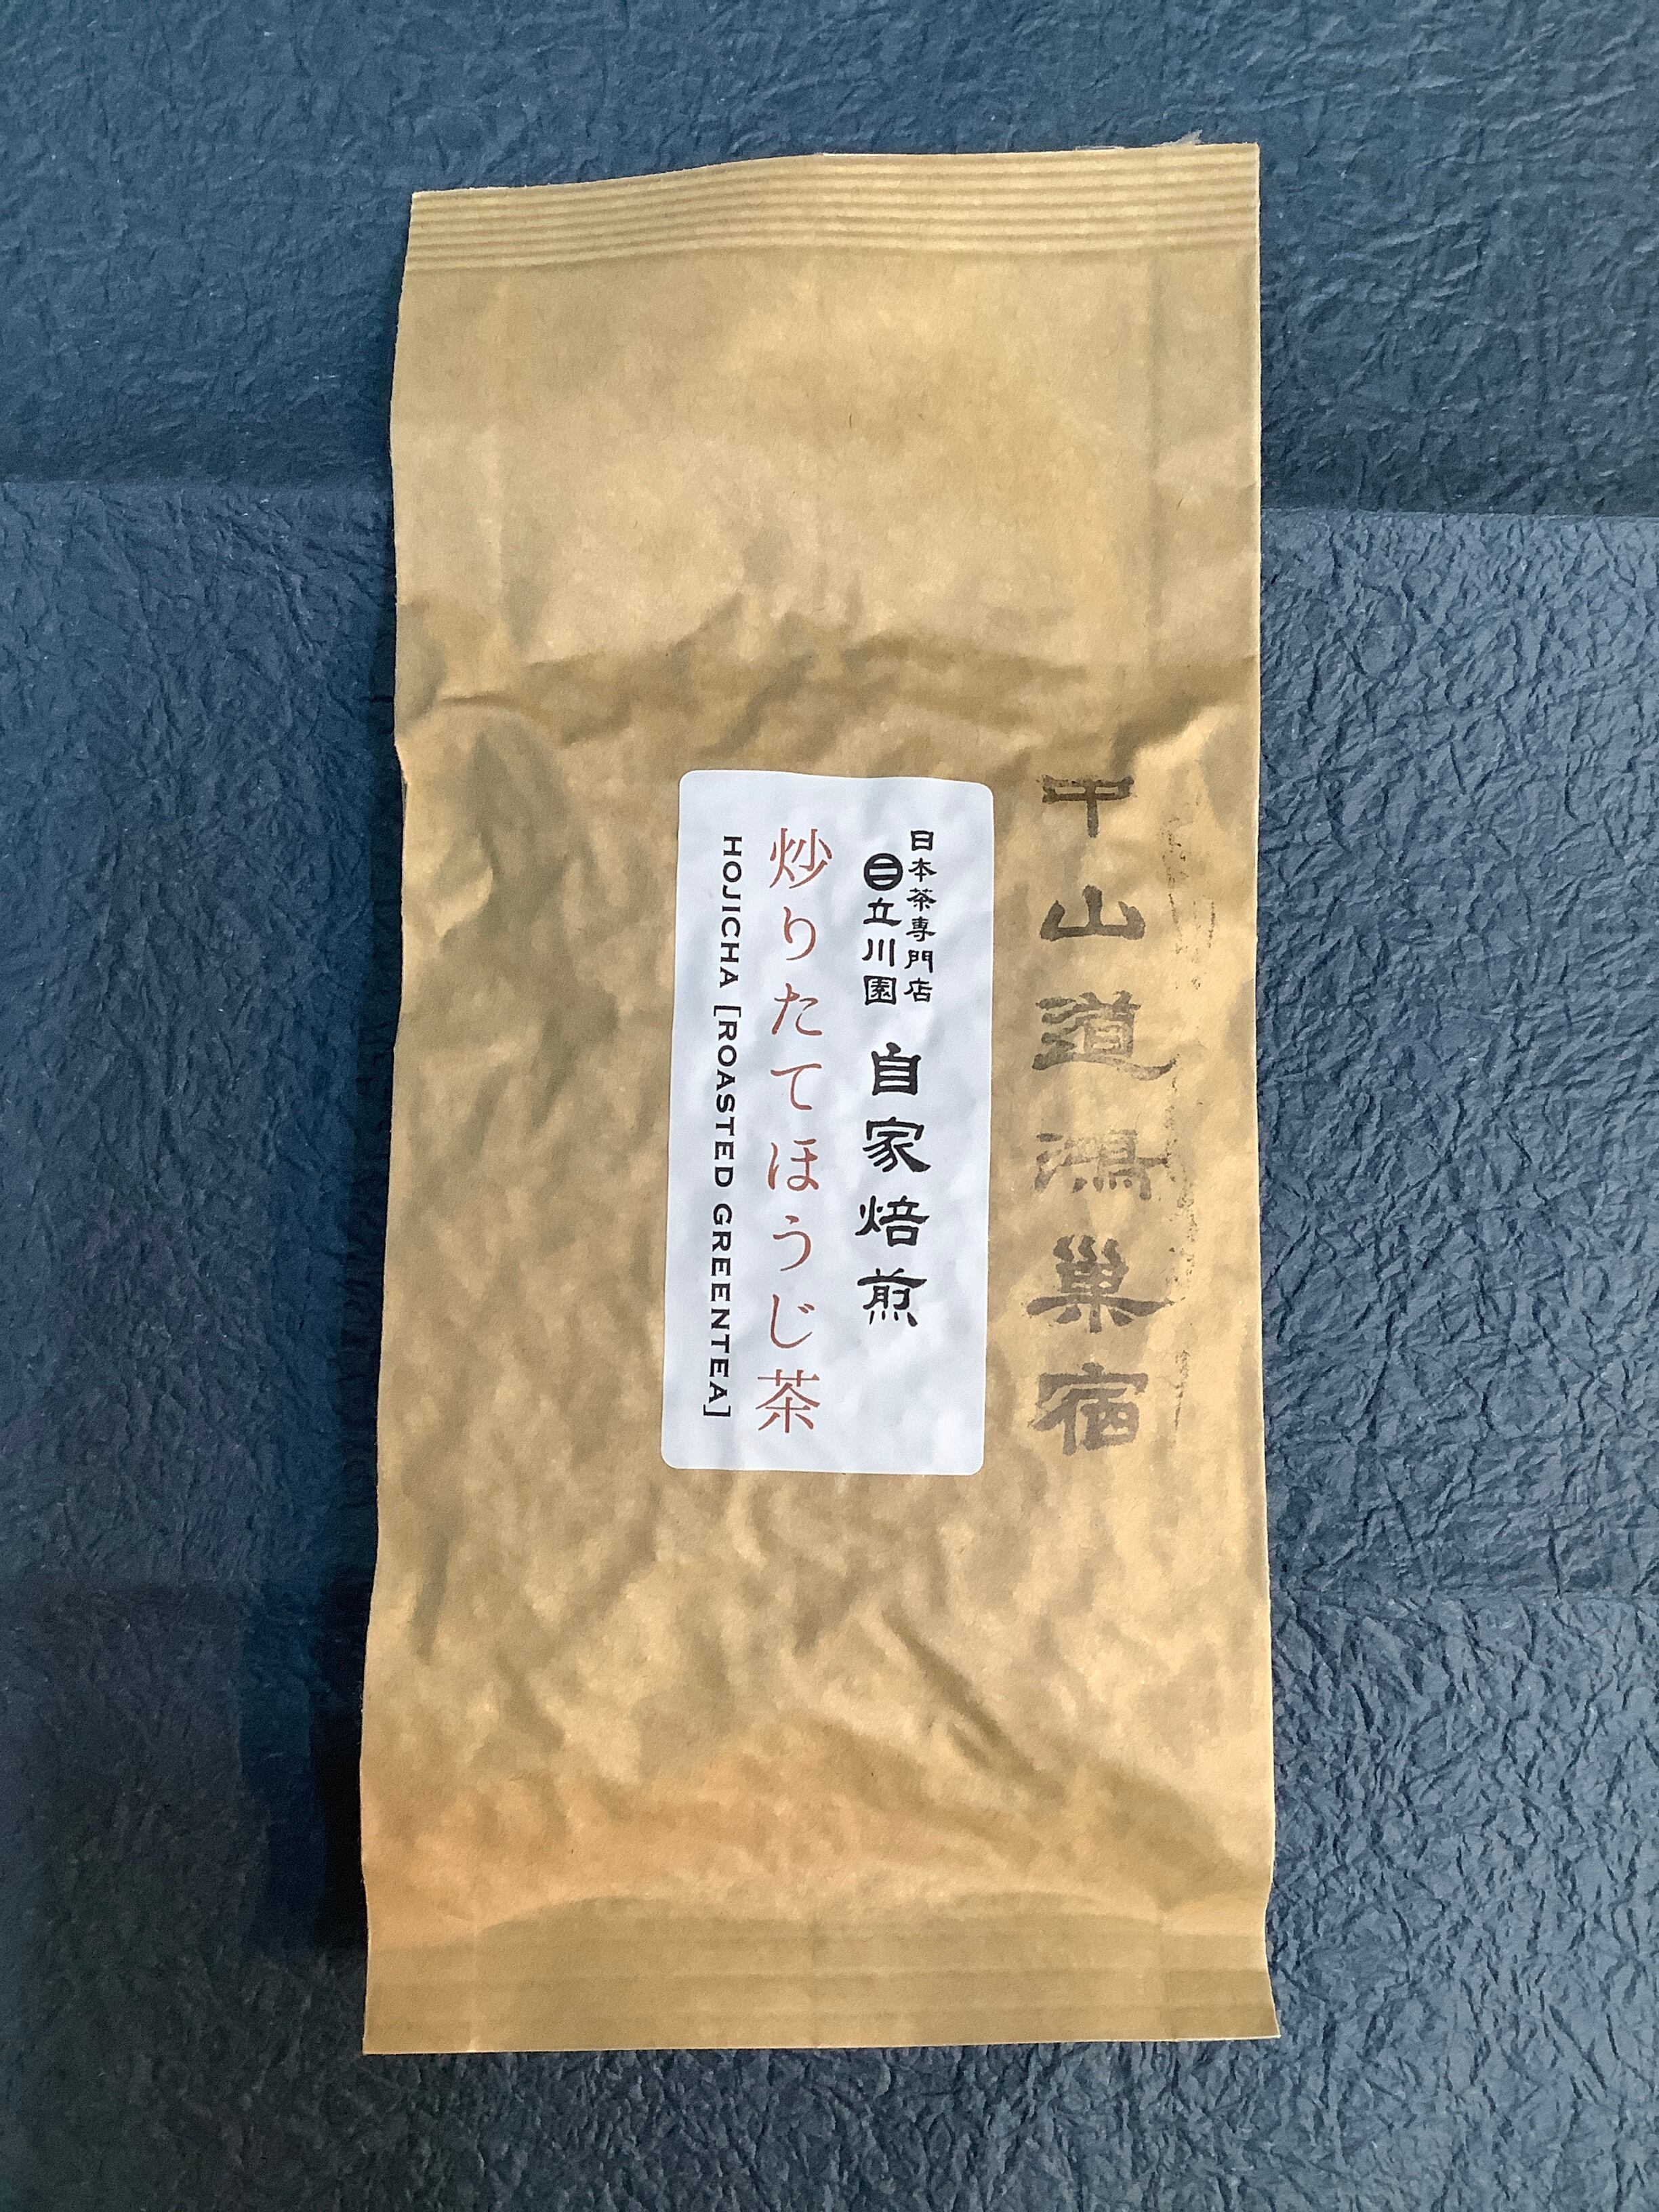 中山道鴻巣宿
日本茶専門店
㊁立川園
自家焙煎
炒りたてほうじ茶
HOJICHA [ROASTED GREENTEA]